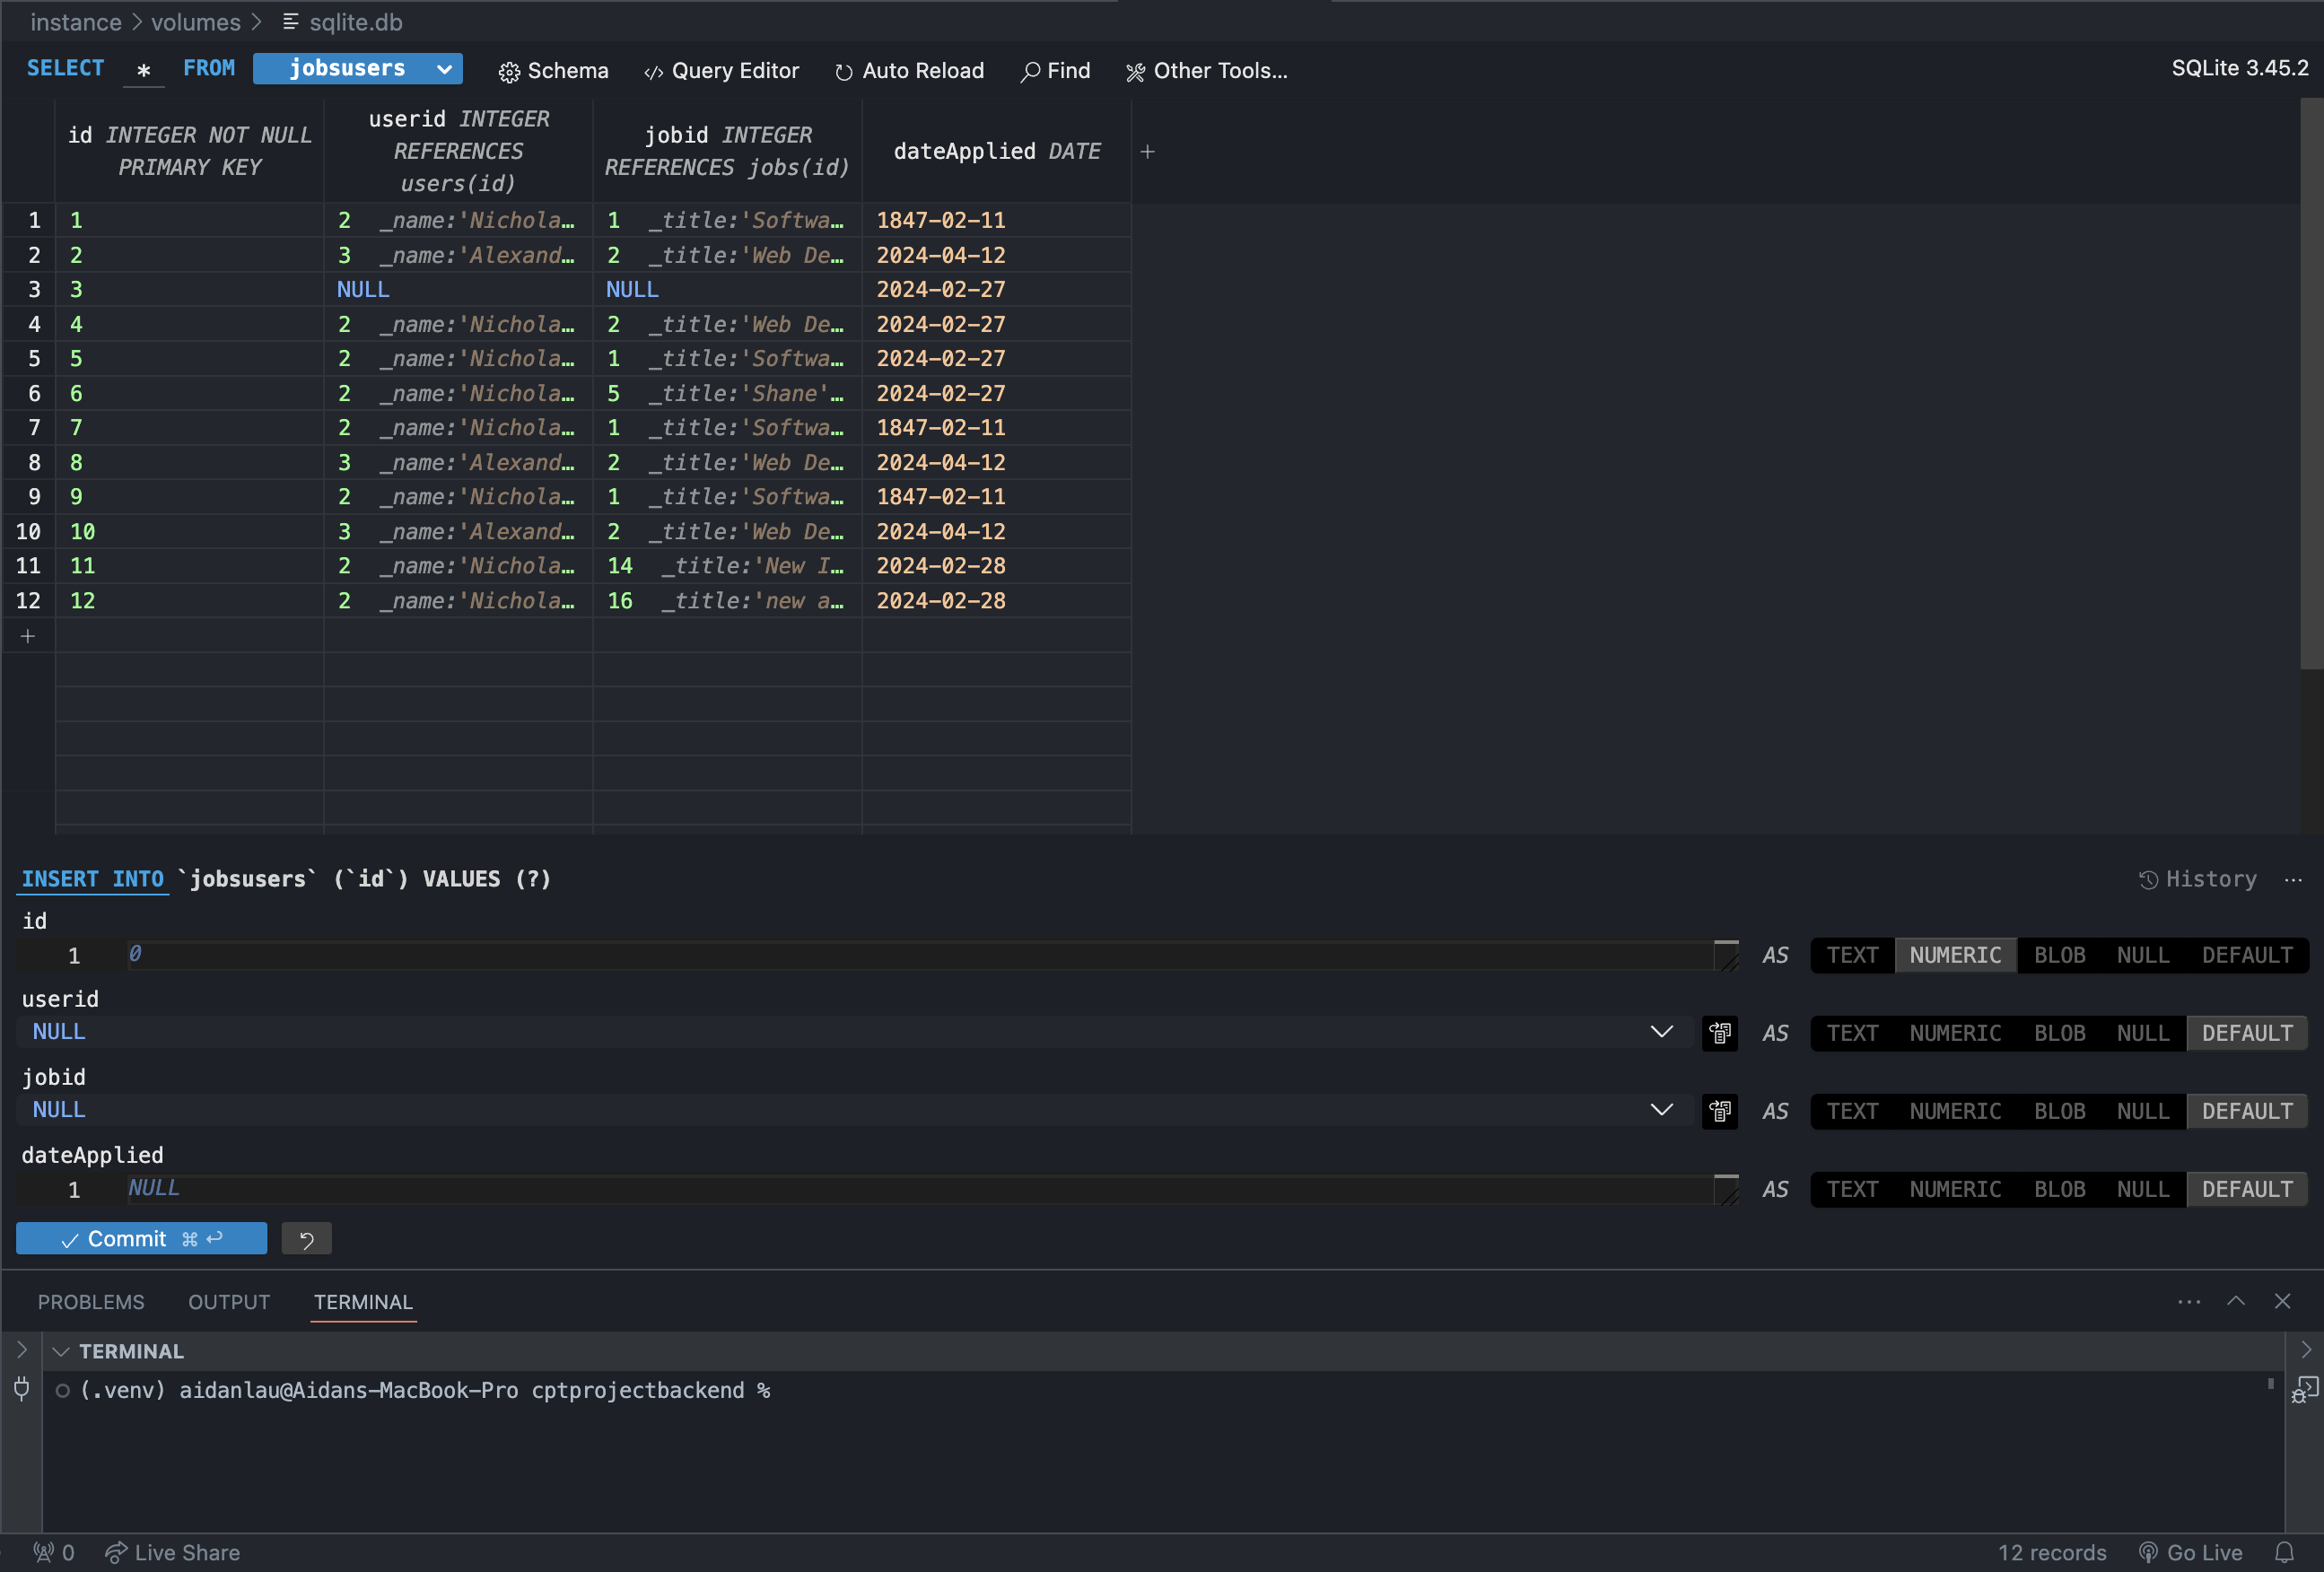 instance > volumes > sqlite.db
SELECT * FROM jobsusers Schema Query Editor Auto Reload Find Other Tools... SQLite 3.45.2
id INTEGER NOT NULL PRIMARY KEY userid INTEGER REFERENCES users(id) jobid INTEGER REFERENCES jobs(id) dateApplied DATE +
1 1 2 _name:'Nichola… 1 _title:'Softwa… 1847-02-11
2 2 3 _name:'Alexand… 2 _title:'Web De… 2024-04-12
3 3 NULL NULL 2024-02-27
4 4 2 _name:'Nichola… 2 _title:'Web De… 2024-02-27
5 5 2 _name:'Nichola… 1 _title:'Softwa… 2024-02-27
6 6 2 _name:'Nichola… 5 _title:'Shane'… 2024-02-27
7 7 2 _name:'Nichola… 1 _title:'Softwa… 1847-02-11
8 8 3 _name:'Alexand… 2 _title:'Web De… 2024-04-12
9 9 2 _name:'Nichola… 1 _title:'Softwa… 1847-02-11
10 10 3 _name:'Alexand… 2 _title:'Web De… 2024-04-12
11 11 2 _name:'Nichola… 14 _title:'New I… 2024-02-28
12 12 2 _name:'Nichola… 16 _title:'new a… 2024-02-28
+
INSERT INTO `jobsusers` (`id`) VALUES (?) History ...
id
1 0 AS TEXT NUMERIC BLOB NULL DEFAULT
userid
NULL AS TEXT NUMERIC BLOB NULL DEFAULT
jobid
NULL AS TEXT NUMERIC BLOB NULL DEFAULT
dateApplied
1 NULL AS TEXT NUMERIC BLOB NULL DEFAULT
Commit ⌘ ↩
PROBLEMS OUTPUT TERMINAL ...
TERMINAL
(.venv) aidanlau@Aidans-MacBook-Pro cptprojectbackend %
0 Live Share 12 records Go Live